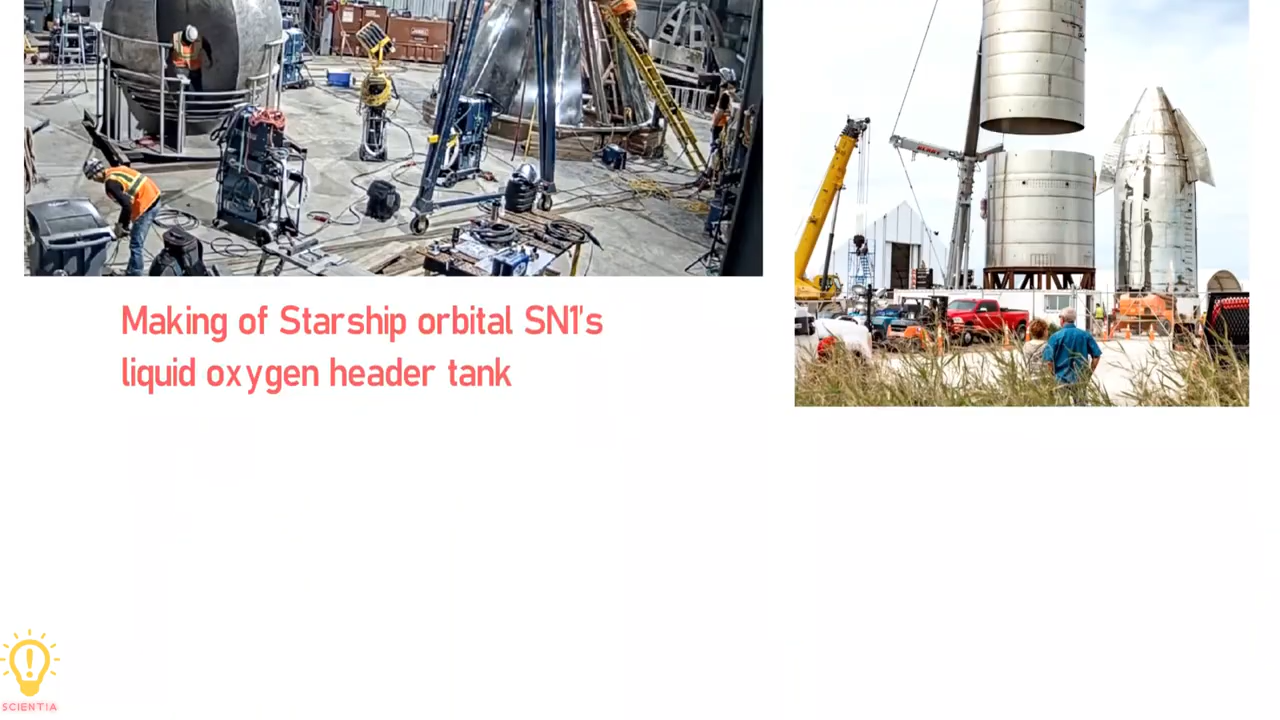 Making of Starship orbital SN1's
liquid oxygen header tank
SCIENTIA